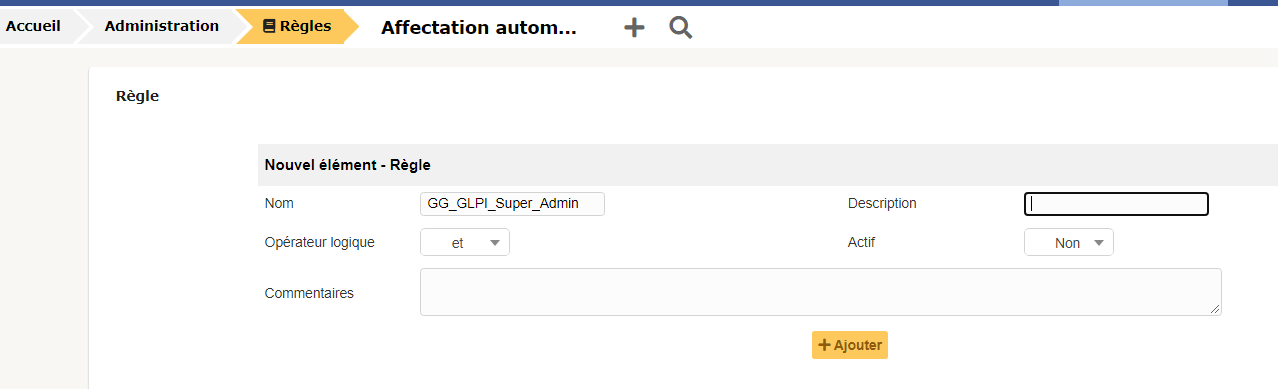 Accueil Administration Règles Affectation autom...
Règle
Nouvel élément - Règle
Nom GG_GLPI_Super_Admin Description
Opérateur logique et Actif Non
Commentaires
Ajouter